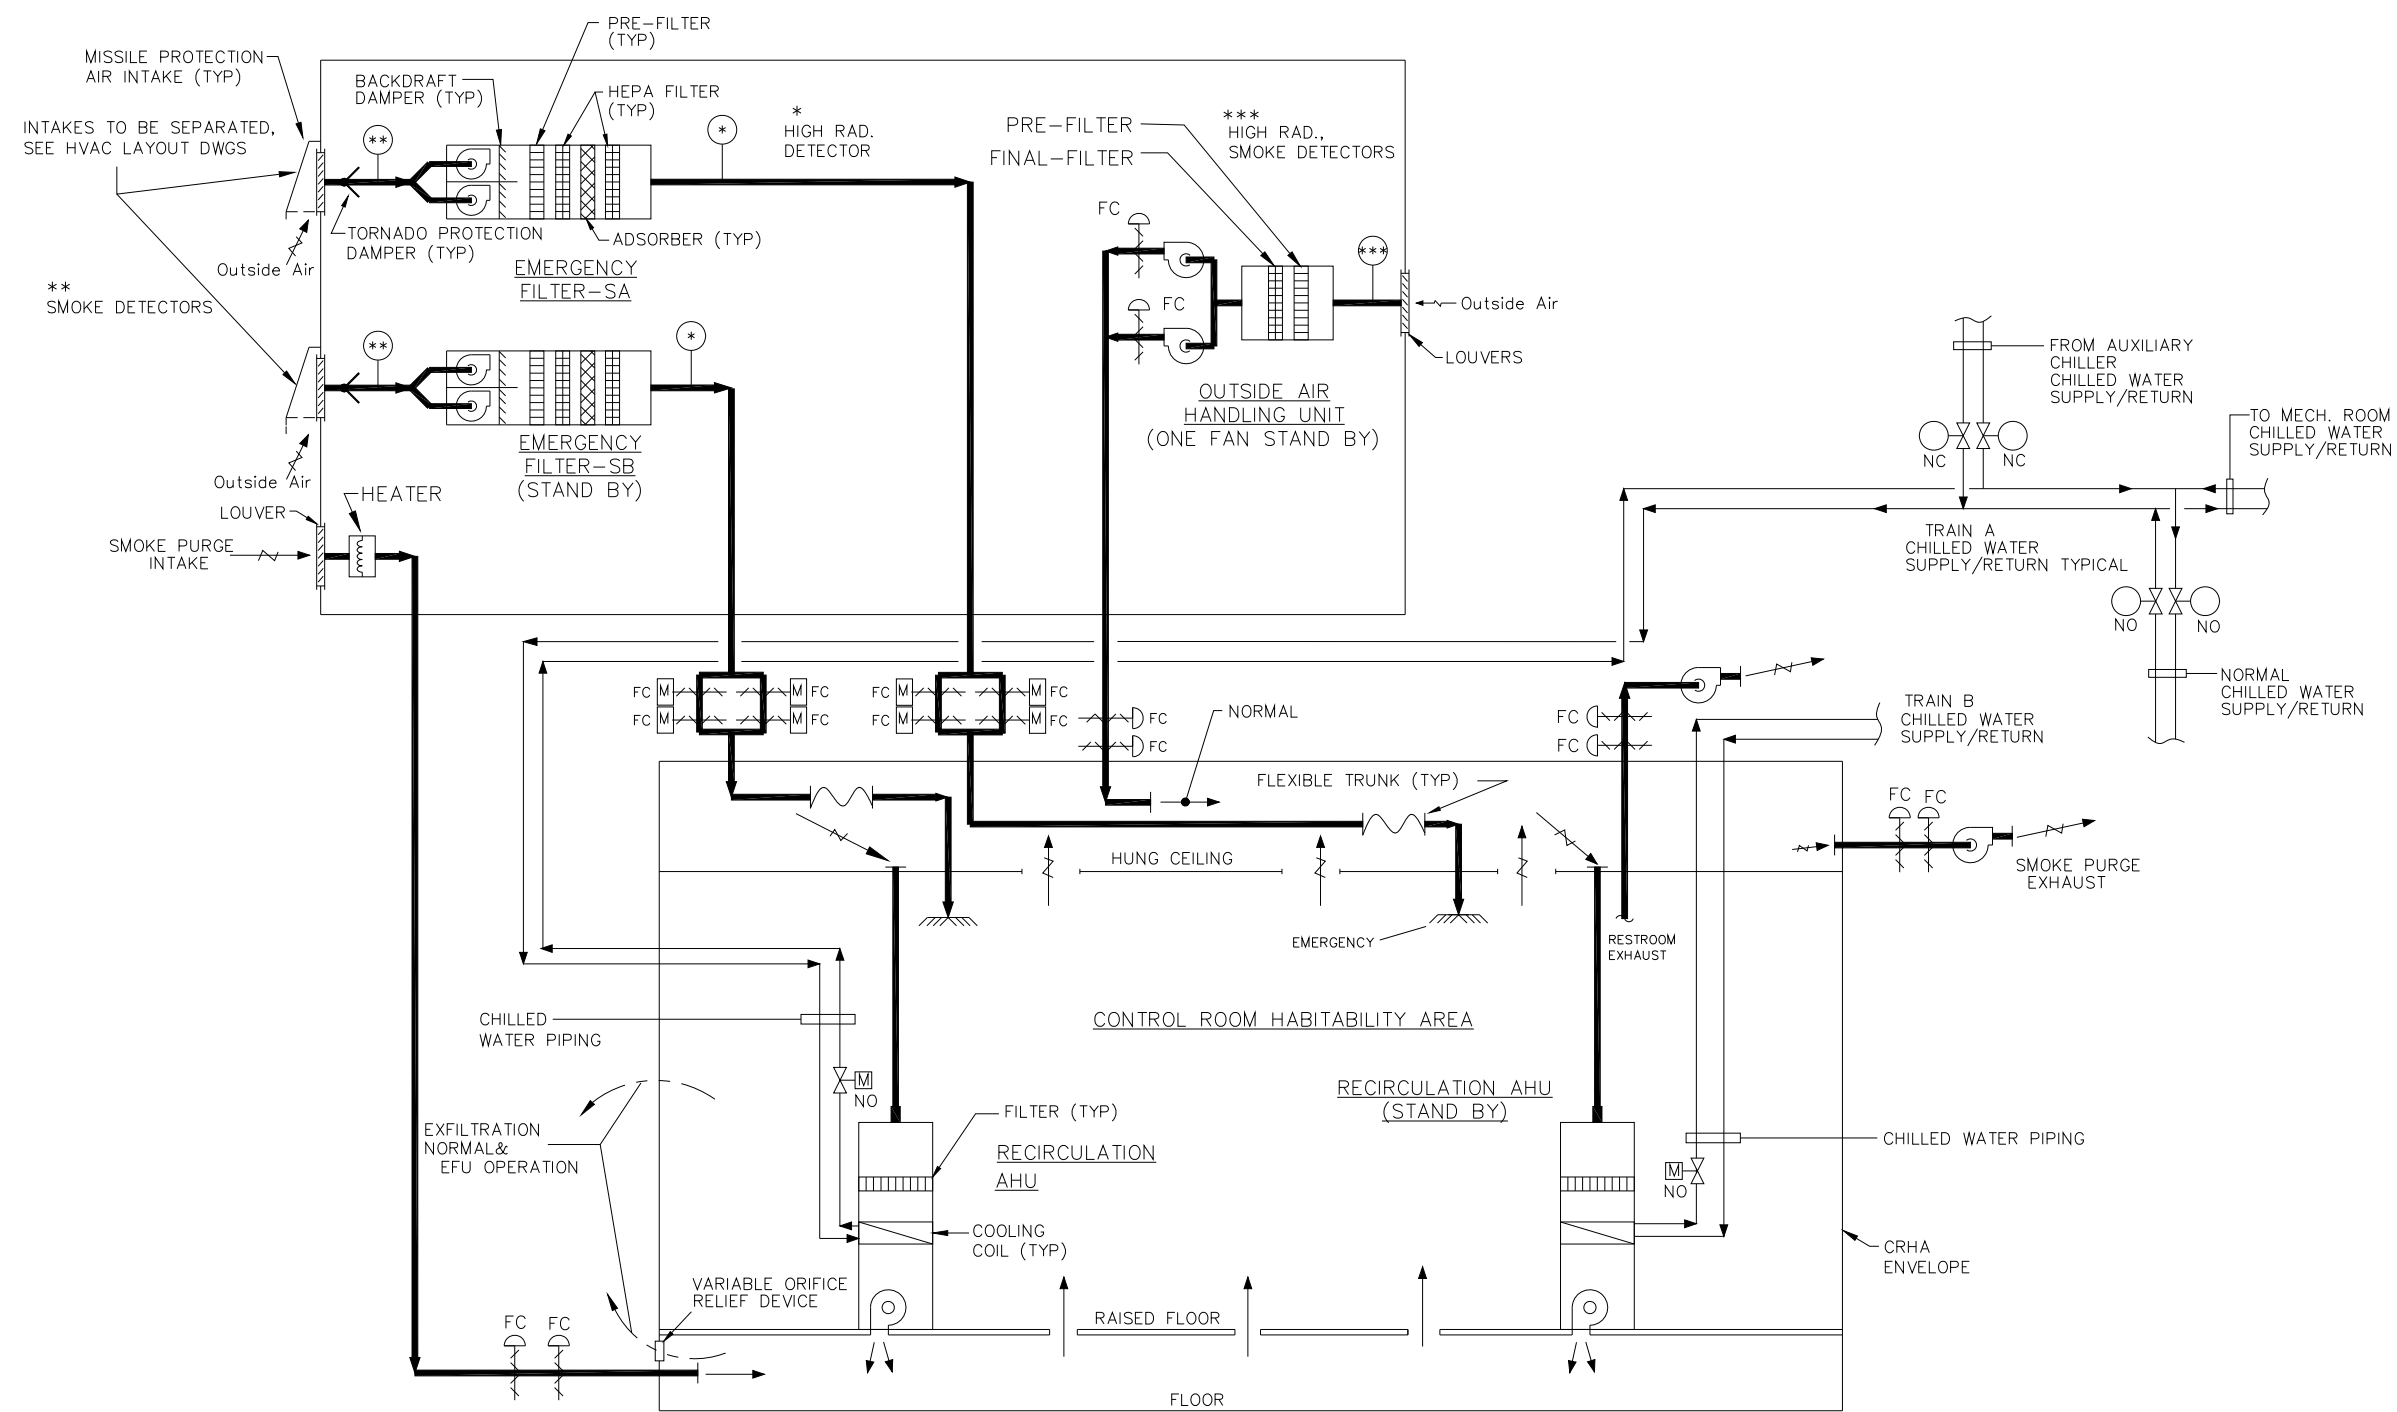 PRE-FILTER
(TYP)
MISSILE PROTECTION
AIR INTAKE (TYP)
BACKDRAFT
DAMPER (TYP)
HEPA FILTER
(TYP)
*
HIGH RAD.
DETECTOR
INTAKES TO BE SEPARATED,
SEE HVAC LAYOUT DWGS
**
*
PRE-FILTER
FINAL-FILTER
***
HIGH RAD.,
SMOKE DETECTORS
TORNADO PROTECTION
DAMPER (TYP)
ADSORBER (TYP)
Outside Air
EMERGENCY
FILTER-SA
FC
***
FC
Outside Air
LOUVERS
**
SMOKE DETECTORS
**
*
OUTSIDE AIR
HANDLING UNIT
(ONE FAN STAND BY)
EMERGENCY
FILTER-SB
(STAND BY)
Outside Air
HEATER
LOUVER
SMOKE PURGE
INTAKE
FROM AUXILIARY
CHILLER
CHILLED WATER
SUPPLY/RETURN
NC
NC
TO MECH. ROOM
CHILLED WATER
SUPPLY/RETURN
TRAIN A
CHILLED WATER
SUPPLY/RETURN TYPICAL
NO
NO
NORMAL
CHILLED WATER
SUPPLY/RETURN
FC M
M FC
FC M
M FC
FC M
M FC
FC M
M FC
FC
FC
NORMAL
FC
FC
TRAIN B
CHILLED WATER
SUPPLY/RETURN
FLEXIBLE TRUNK (TYP)
HUNG CEILING
FC
FC
SMOKE PURGE
EXHAUST
EMERGENCY
RESTROOM
EXHAUST
CHILLED
WATER PIPING
CONTROL ROOM HABITABILITY AREA
M
NO
RECIRCULATION AHU
(STAND BY)
FILTER (TYP)
EXFILTRATION
NORMAL&
EFU OPERATION
RECIRCULATION
AHU
M
NO
CHILLED WATER PIPING
COOLING
COIL (TYP)
CRHA
ENVELOPE
VARIABLE ORIFICE
RELIEF DEVICE
RAISED FLOOR
FC
FC
FLOOR